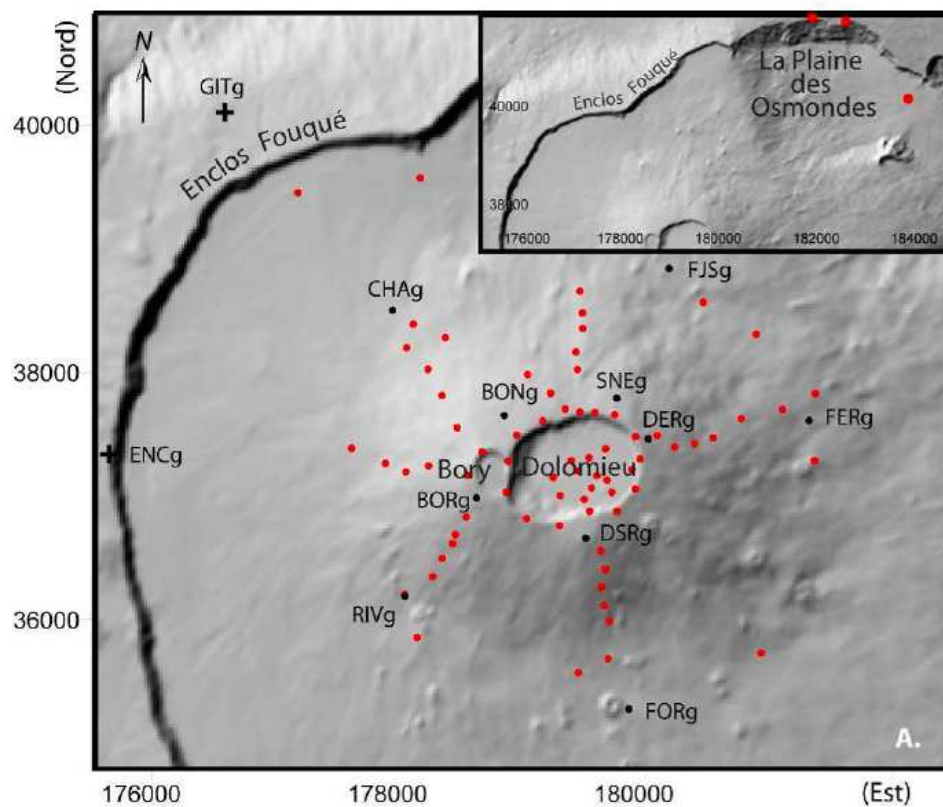 (Nord)
N
GITg
40000
Enclos Fouqué
La Plaine
des
Osmondes
Enclos Fouqué
40000
38000
176000
178000
180000
182000
184000
FJSg
CHAg
38000
BONg
SNEg
DERg
FERg
ENCg
Bory
Dolomieu
BORg
DSRg
RIVg
36000
FORg
A.
176000
178000
180000
(Est)